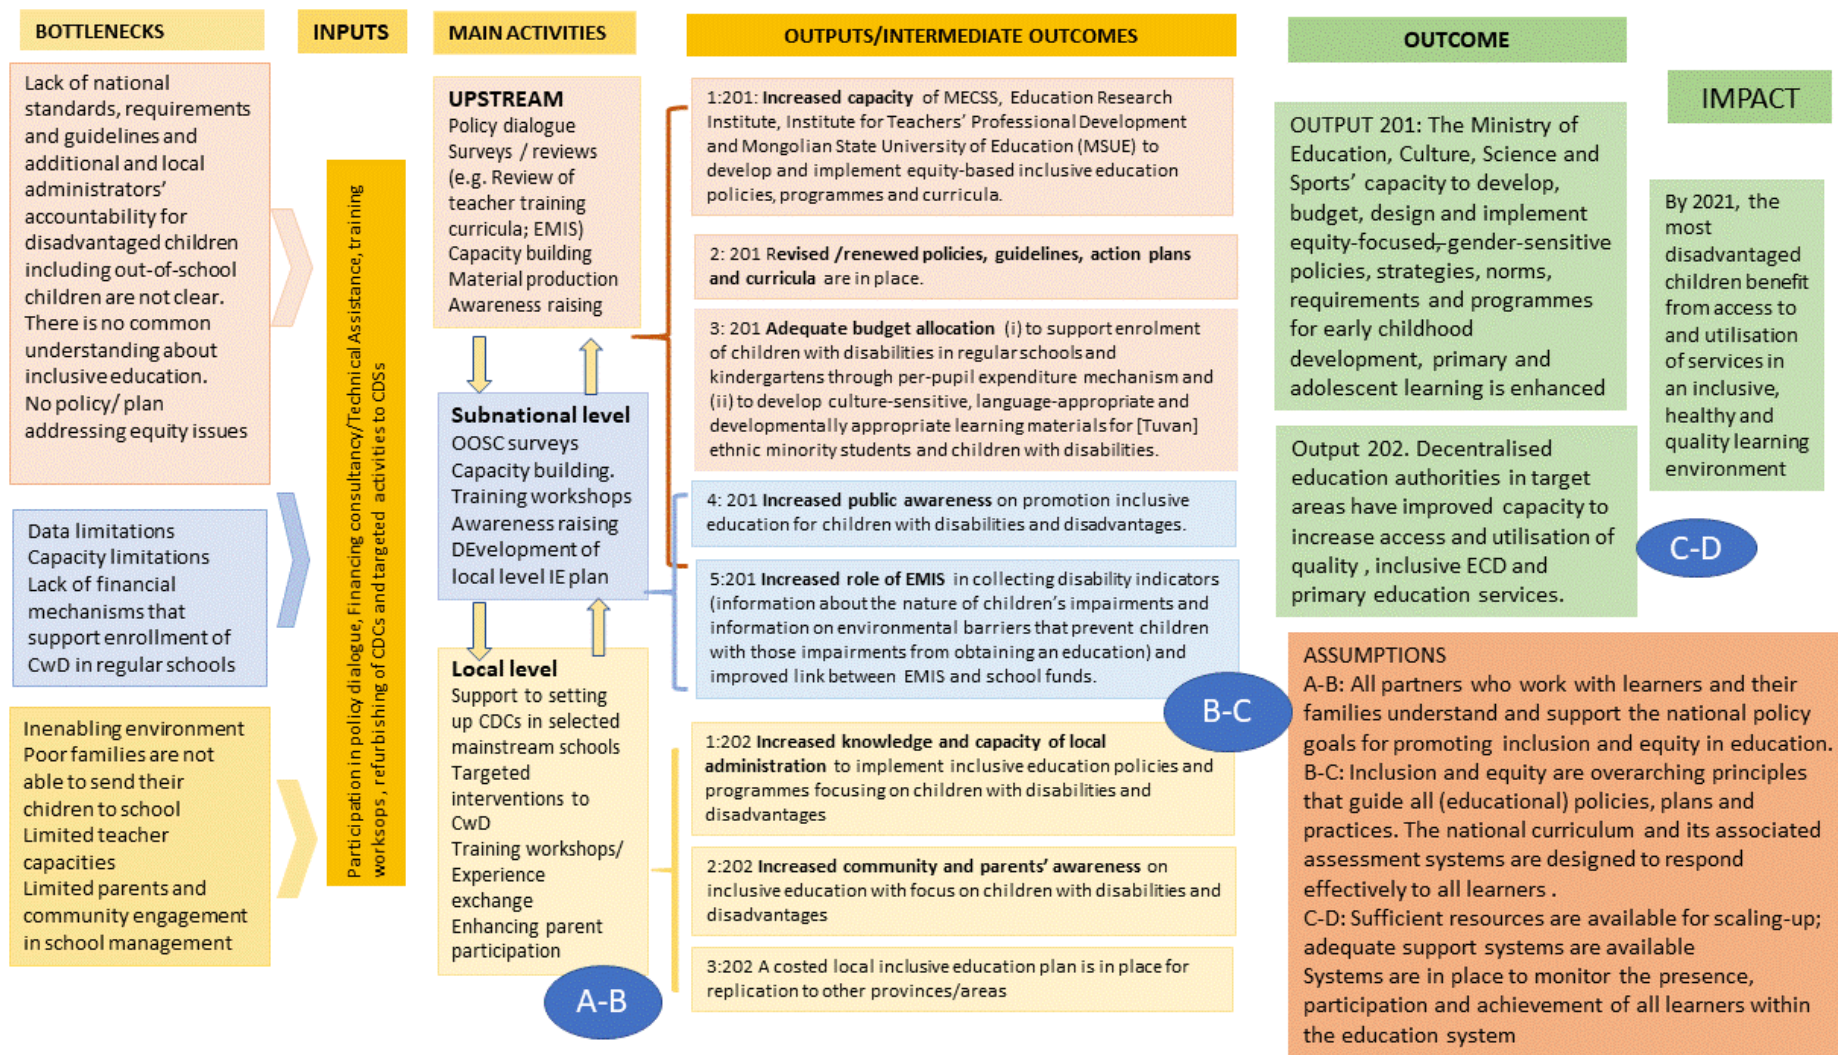 BOTTLENECKS
Lack of national
standards, requirements
and guidelines and
additional and local
administrators’
accountability for
disadvantaged children
including out-of-school
children are not clear.
There is no common
understanding about
inclusive education.
No policy/ plan
addressing equity issues
Data limitations
Capacity limitations
Lack of financial
mechanisms that
support enrollment of
CwD in regular schools
Inenabling environment
Poor families are not
able to send their
chidren to school
Limited teacher
capacities
Limited parents and
community engagement
in school management
INPUTS
Participation in policy dialogue, Financing consultancy/Technical Assistance, training
worksops , refurbishing of CDCs and targeted activities to CDSs
MAIN ACTIVITIES
UPSTREAM
Policy dialogue
Surveys / reviews
(e.g. Review of
teacher training
curricula; EMIS)
Capacity building
Material production
Awareness raising
Subnational level
OOSC surveys
Capacity building.
Training workshops
Awareness raising
DEvelopment of
local level IE plan
Local level
Support to setting
up CDCs in selected
mainstream schools
Targeted
interventions to
CwD
Training workshops/
Experience
exchange
Enhancing parent
participation
A-B
OUTPUTS/INTERMEDIATE OUTCOMES
1:201: Increased capacity of MECSS, Education Research
Institute, Institute for Teachers’ Professional Development
and Mongolian State University of Education (MSUE) to
develop and implement equity-based inclusive education
policies, programmes and curricula.
2: 201 Revised /renewed policies, guidelines, action plans
and curricula are in place.
3: 201 Adequate budget allocation (i) to support enrolment
of children with disabilities in regular schools and
kindergartens through per-pupil expenditure mechanism and
(ii) to develop culture-sensitive, language-appropriate and
developmentally appropriate learning materials for [Tuvan]
ethnic minority students and children with disabilities.
4: 201 Increased public awareness on promotion inclusive
education for children with disabilities and disadvantages.
5:201 Increased role of EMIS in collecting disability indicators
(information about the nature of children’s impairments and
information on environmental barriers that prevent children
with those impairments from obtaining an education) and
improved link between EMIS and school funds.
B-C
1:202 Increased knowledge and capacity of local
administration to implement inclusive education policies and
programmes focusing on children with disabilities and
disadvantages
2:202 Increased community and parents’ awareness on
inclusive education with focus on children with disabilities and
disadvantages
3:202 A costed local inclusive education plan is in place for
replication to other provinces/areas
OUTCOME
OUTPUT 201: The Ministry of
Education, Culture, Science and
Sports’ capacity to develop,
budget, design and implement
equity-focused, gender-sensitive
policies, strategies, norms,
requirements and programmes
for early childhood
development, primary and
adolescent learning is enhanced
Output 202. Decentralised
education authorities in target
areas have improved capacity to
increase access and utilisation of
quality , inclusive ECD and
primary education services.
C-D
IMPACT
By 2021, the
most
disadvantaged
children benefit
from access to
and utilisation
of services in
an inclusive,
healthy and
quality learning
environment
ASSUMPTIONS
A-B: All partners who work with learners and their
families understand and support the national policy
goals for promoting inclusion and equity in education.
B-C: Inclusion and equity are overarching principles
that guide all (educational) policies, plans and
practices. The national curriculum and its associated
assessment systems are designed to respond
effectively to all learners .
C-D: Sufficient resources are available for scaling-up;
adequate support systems are available
Systems are in place to monitor the presence,
participation and achievement of all learners within
the education system